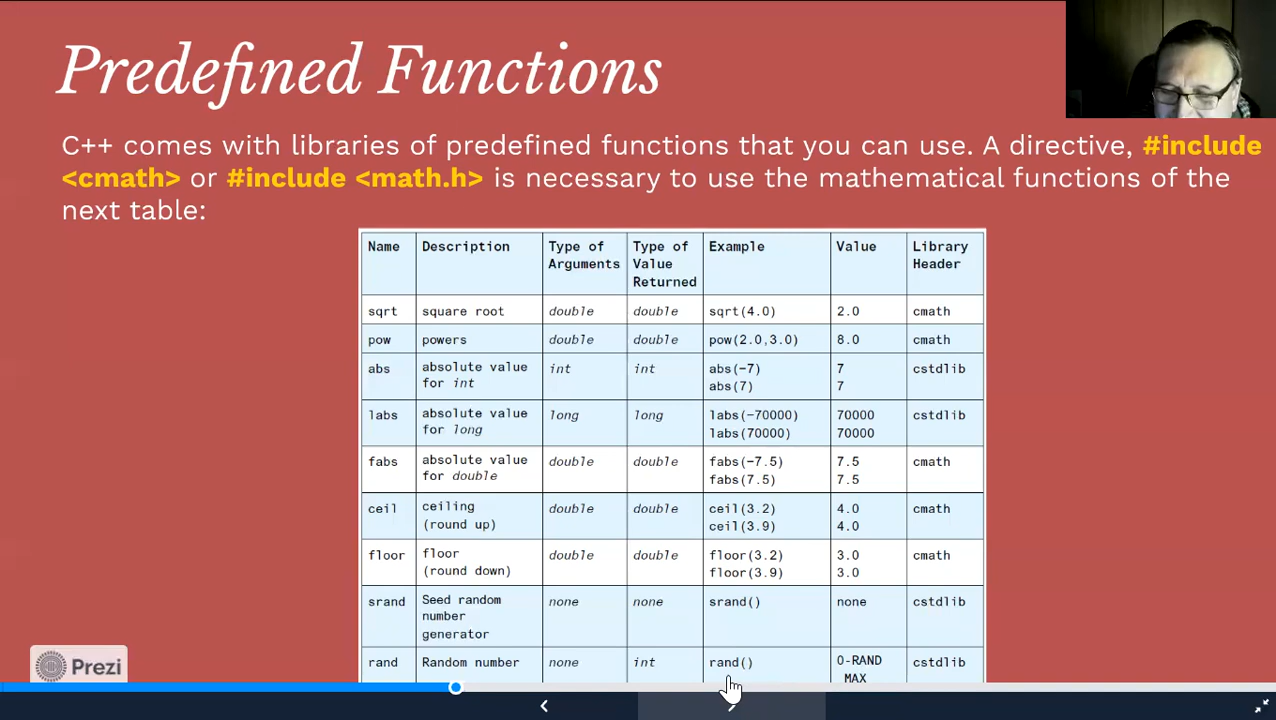 Predefined Functions
C++ comes with libraries of predefined functions that you can use. A directive, #include
<cmath> or #include <math.h> is necessary to use the mathematical functions of the
next table:
Name Description Type of Arguments Type of Value Returned Example Value Library Header
sqrt square root double double sqrt(4.0) 2.0 cmath
pow powers double double pow(2.0,3.0) 8.0 cmath
abs absolute value for int int int abs(−7) abs(7) 7 7 cstdlib
labs absolute value for long long long labs(−70000) labs(70000) 70000 70000 cstdlib
fabs absolute value for double double double fabs(−7.5) fabs(7.5) 7.5 7.5 cmath
ceil ceiling (round up) double double ceil(3.2) ceil(3.9) 4.0 4.0 cmath
floor floor (round down) double double floor(3.2) floor(3.9) 3.0 3.0 cmath
srand Seed random number generator none none srand() none cstdlib
rand Random number none int rand() 0-RAND MAX cstdlib
Prezi